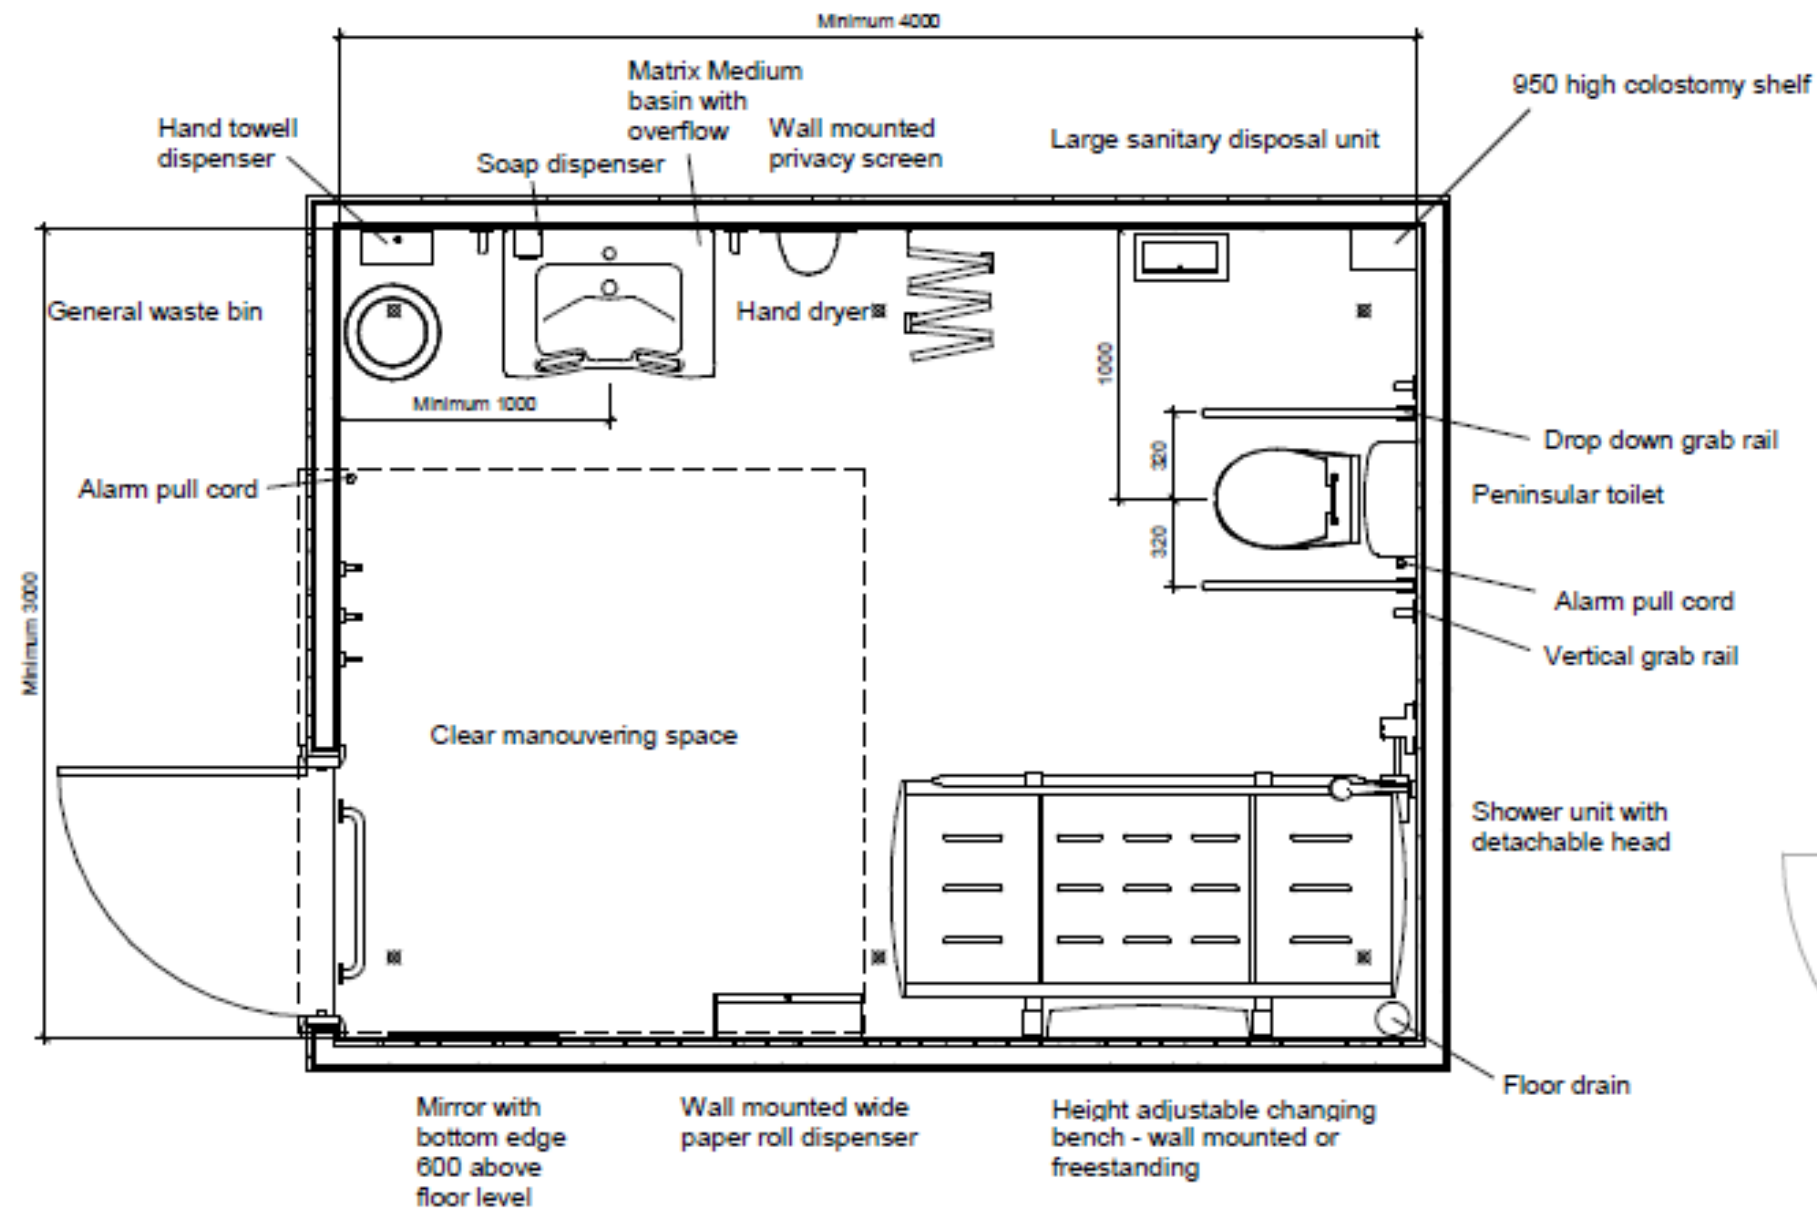 Minimum 4000
Matrix Medium
basin with
overflow
950 high colostomy shelf
Hand towell
dispenser
Soap dispenser
Wall mounted
privacy screen
Large sanitary disposal unit
General waste bin
Hand dryer
1000
Minimum 1000
320
Drop down grab rail
Alarm pull cord
Peninsular toilet
320
Minimum 3000
Alarm pull cord
Vertical grab rail
Clear manouvering space
Shower unit with
detachable head
Floor drain
Mirror with
bottom edge
600 above
floor level
Wall mounted wide
paper roll dispenser
Height adjustable changing
bench - wall mounted or
freestanding